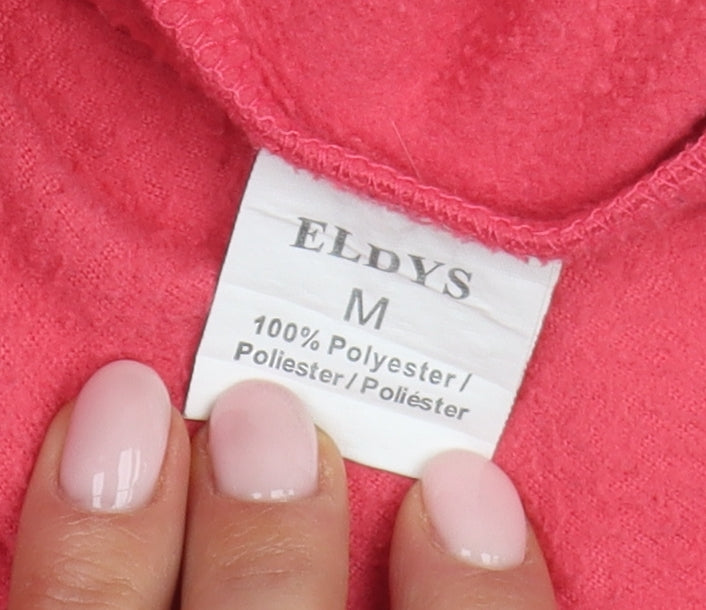 ELDYS
M
100% Polyester /
Poliester / Poliéster